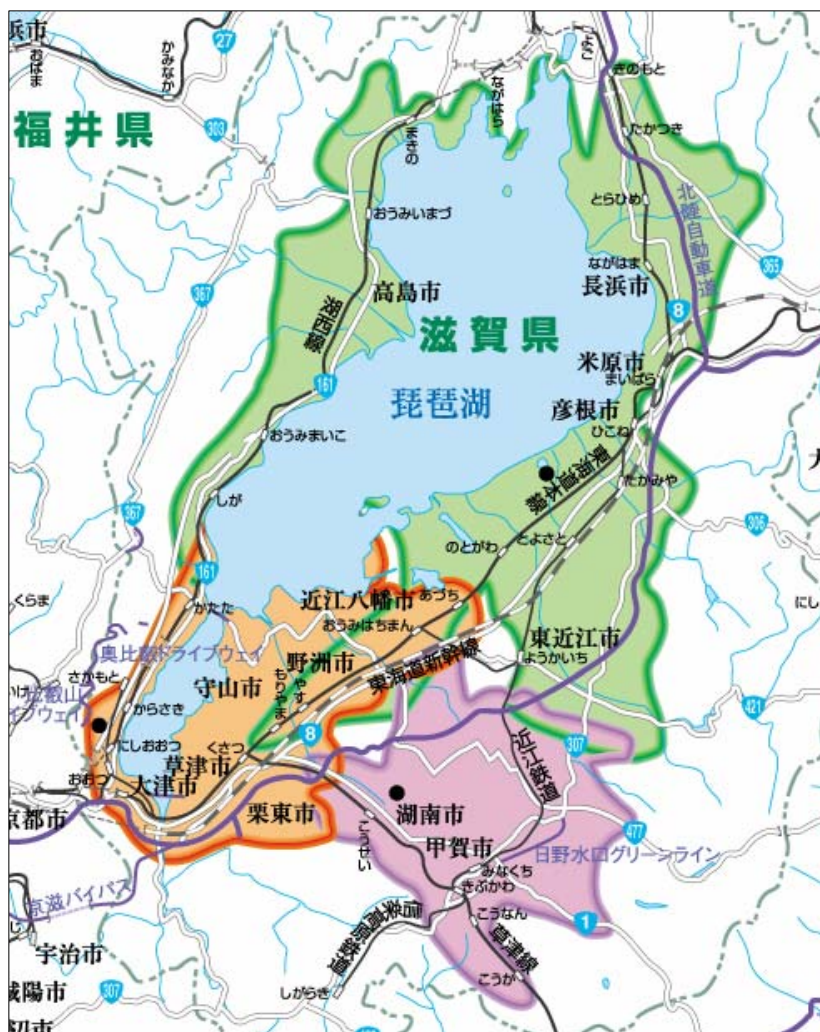 浜市
おばま
かみなか
27
303
福井県
まきの
ながはら
きのもと
たかつき
とらひめ
ながはま
長浜市
北陸自動車道
365
8
367
おうみいまづ
高島市
湖西線
滋賀県
琵琶湖
米原市
まいばら
彦根市
ひこね
161
おうみまいこ
東海道本線
たかみや
しが
のとがわ
とよさと
306
367
161
くらま
かたた
近江八幡市
あづち
おうみはちまん
東近江市
ようかいち
奥比叡ドライブウェイ
野洲市
東海道新幹線
さかもと
守山市
やす
もりやま
421
比叡山
イブウェイ
からさき
8
307
にしおおつ
くさつ
草津市
近江鉄道
おおつ
大津市
京都市
栗東市
湖南市
こうせい
甲賀市
477
日野水口グリーンライン
みなくち
きぶかわ
京滋バイパス
信楽高原鉄道
こうなん
1
草津線
宇治市
こうが
しがらき
城陽市
307